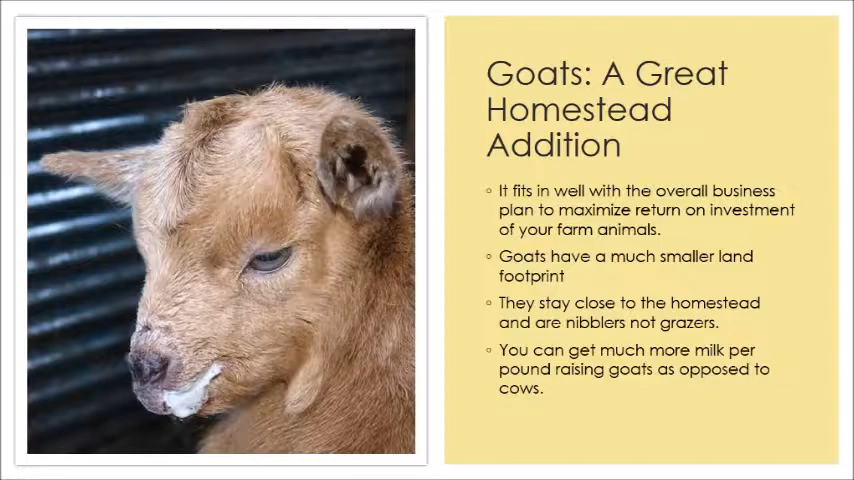 Goats: A Great
Homestead
Addition
◦ It fits in well with the overall business
plan to maximize return on investment
of your farm animals.
◦ Goats have a much smaller land
footprint
◦ They stay close to the homestead
and are nibblers not grazers.
◦ You can get much more milk per
pound raising goats as opposed to
cows.